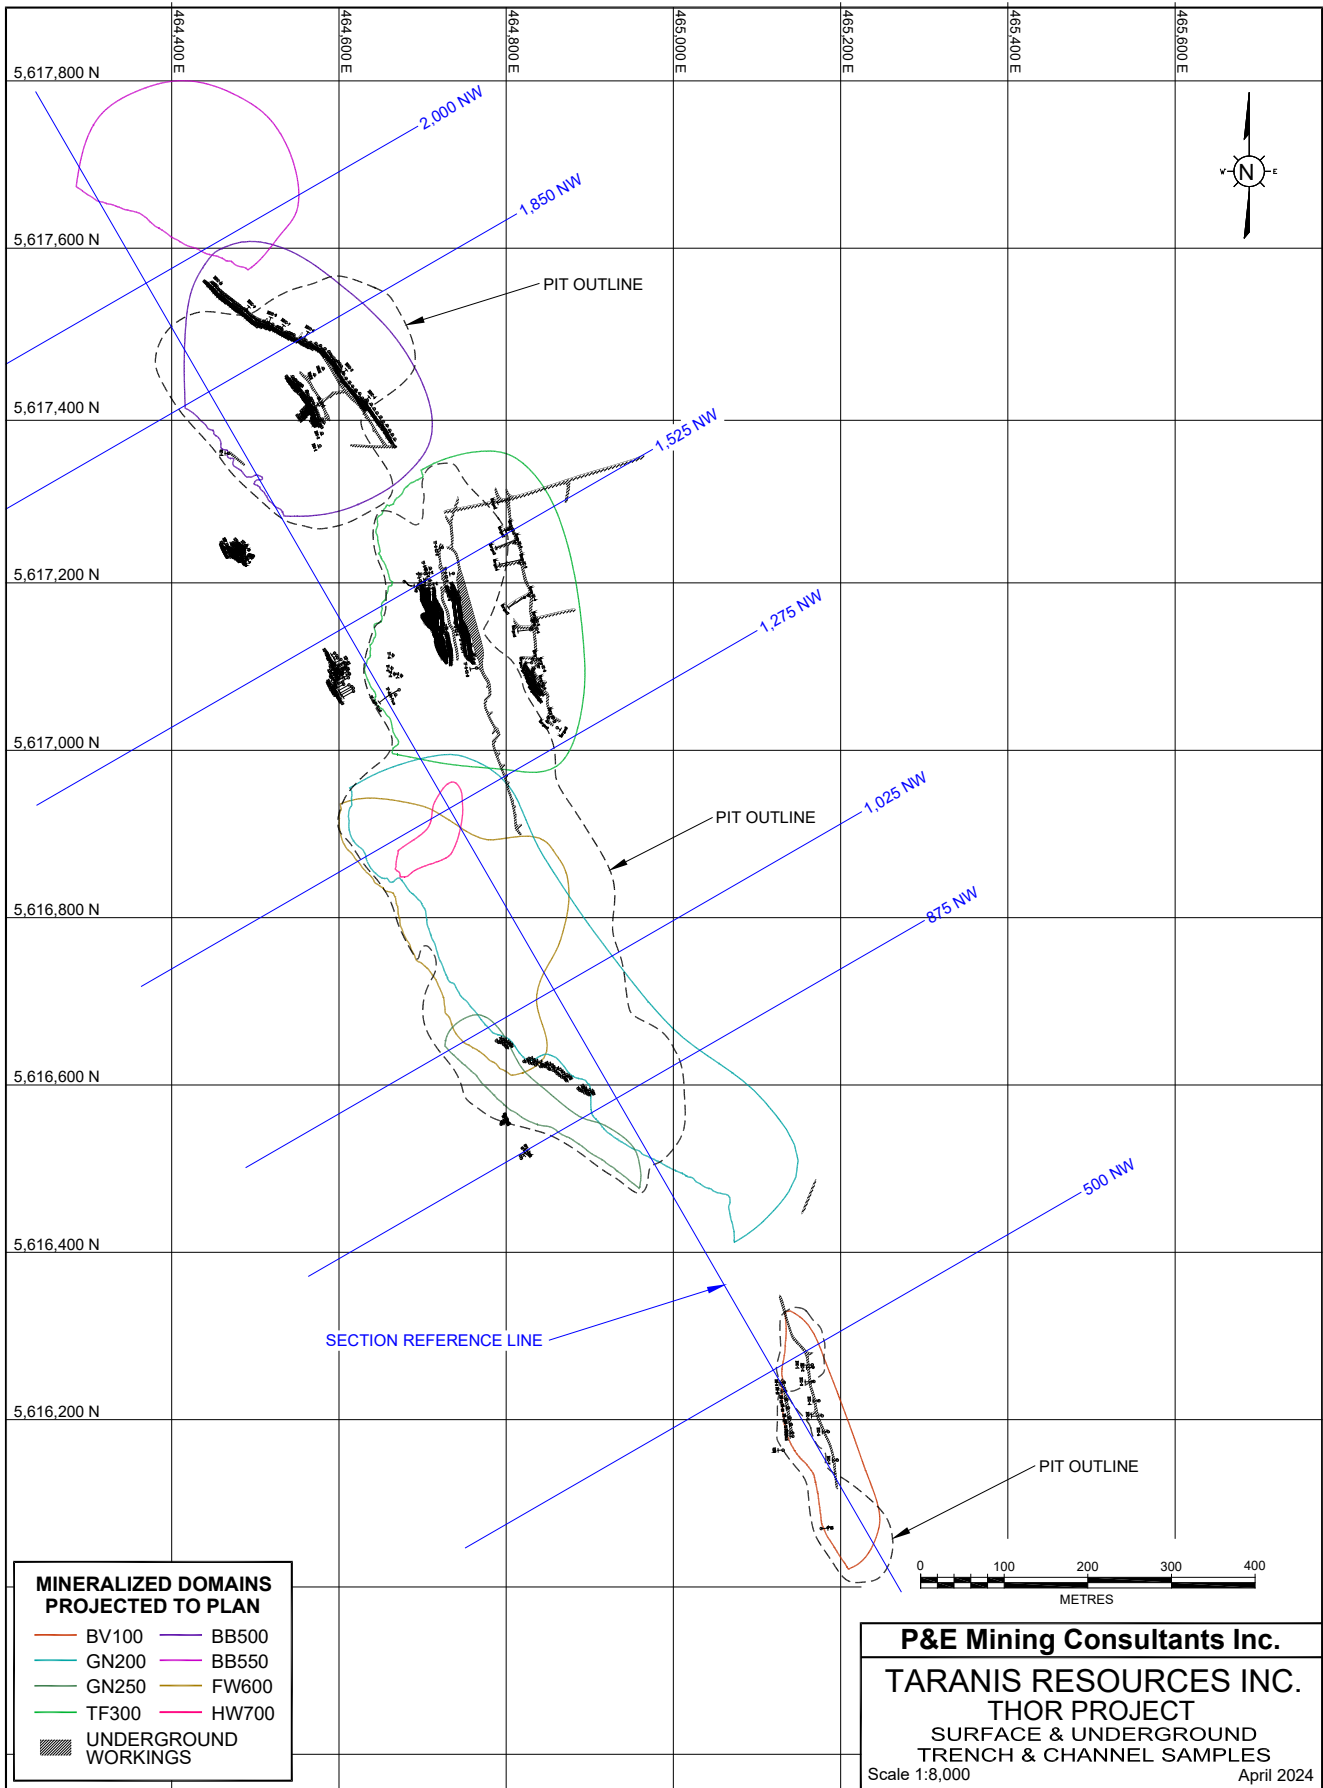 464,400 E
464,600 E
464,800 E
465,000 E
465,200 E
465,400 E
465,600 E
5,617,800 N
2,000 NW
N
W
E
1,850 NW
5,617,600 N
PIT OUTLINE
5,617,400 N
1,525 NW
5,617,200 N
1,275 NW
5,617,000 N
1,025 NW
PIT OUTLINE
5,616,800 N
875 NW
5,616,600 N
500 NW
5,616,400 N
SECTION REFERENCE LINE
5,616,200 N
PIT OUTLINE
0 100 200 300 400
METRES
MINERALIZED DOMAINS
PROJECTED TO PLAN
BV100 BB500
GN200 BB550
GN250 FW600
TF300 HW700
UNDERGROUND
WORKINGS
P&E Mining Consultants Inc.
TARANIS RESOURCES INC.
THOR PROJECT
SURFACE & UNDERGROUND
TRENCH & CHANNEL SAMPLES
Scale 1:8,000 April 2024